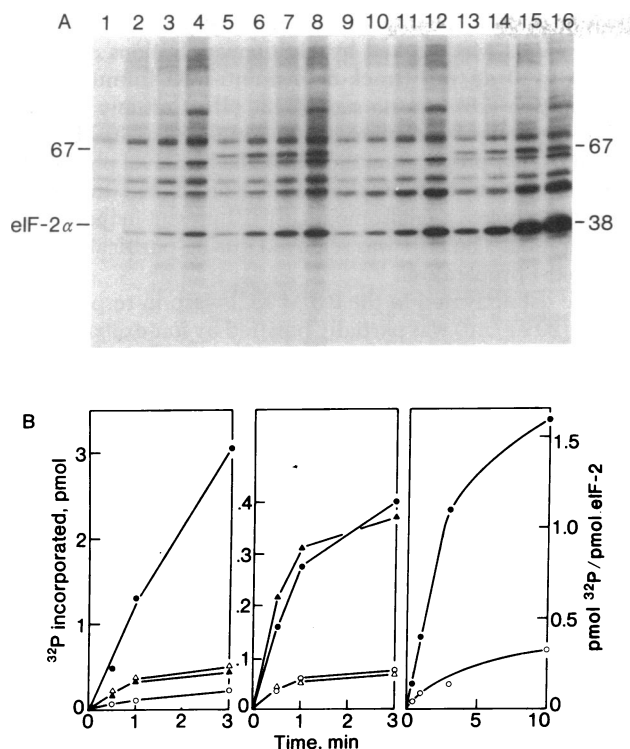 A 1 2 3 4 5 6 7 8 9 10 11 12 13 14 15 16
67 67
eIF-2α 38
B
³²P incorporated, pmol
3
2
1
0
.4
.3
.2
.1
0
1.5
1.0
0.5
0
pmol ³²P/pmol eIF-2
0 1 2 3 0 1 2 3 0 5 10
Time, min